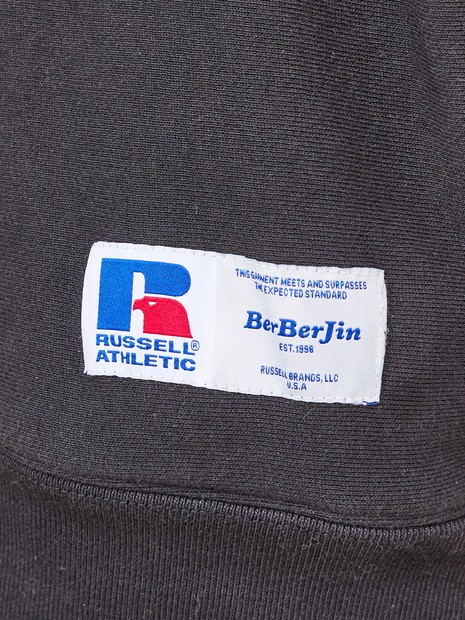 R
RUSSELL®
ATHLETIC
THIS GARMENT MEETS AND SURPASSES
THE EXPECTED STANDARD
BerBerJin
EST.1998
RUSSELL BRANDS, LLC
U.S.A